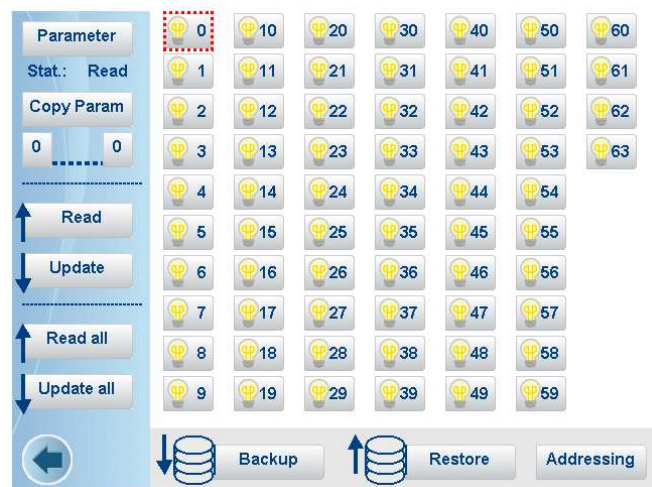 Parameter
Stat.: Read
Copy Param
0 0
Read
Update
Read all
Update all
0 10 20 30 40 50 60
1 11 21 31 41 51 61
2 12 22 32 42 52 62
3 13 23 33 43 53 63
4 14 24 34 44 54
5 15 25 35 45 55
6 16 26 36 46 56
7 17 27 37 47 57
8 18 28 38 48 58
9 19 29 39 49 59
Backup Restore Addressing